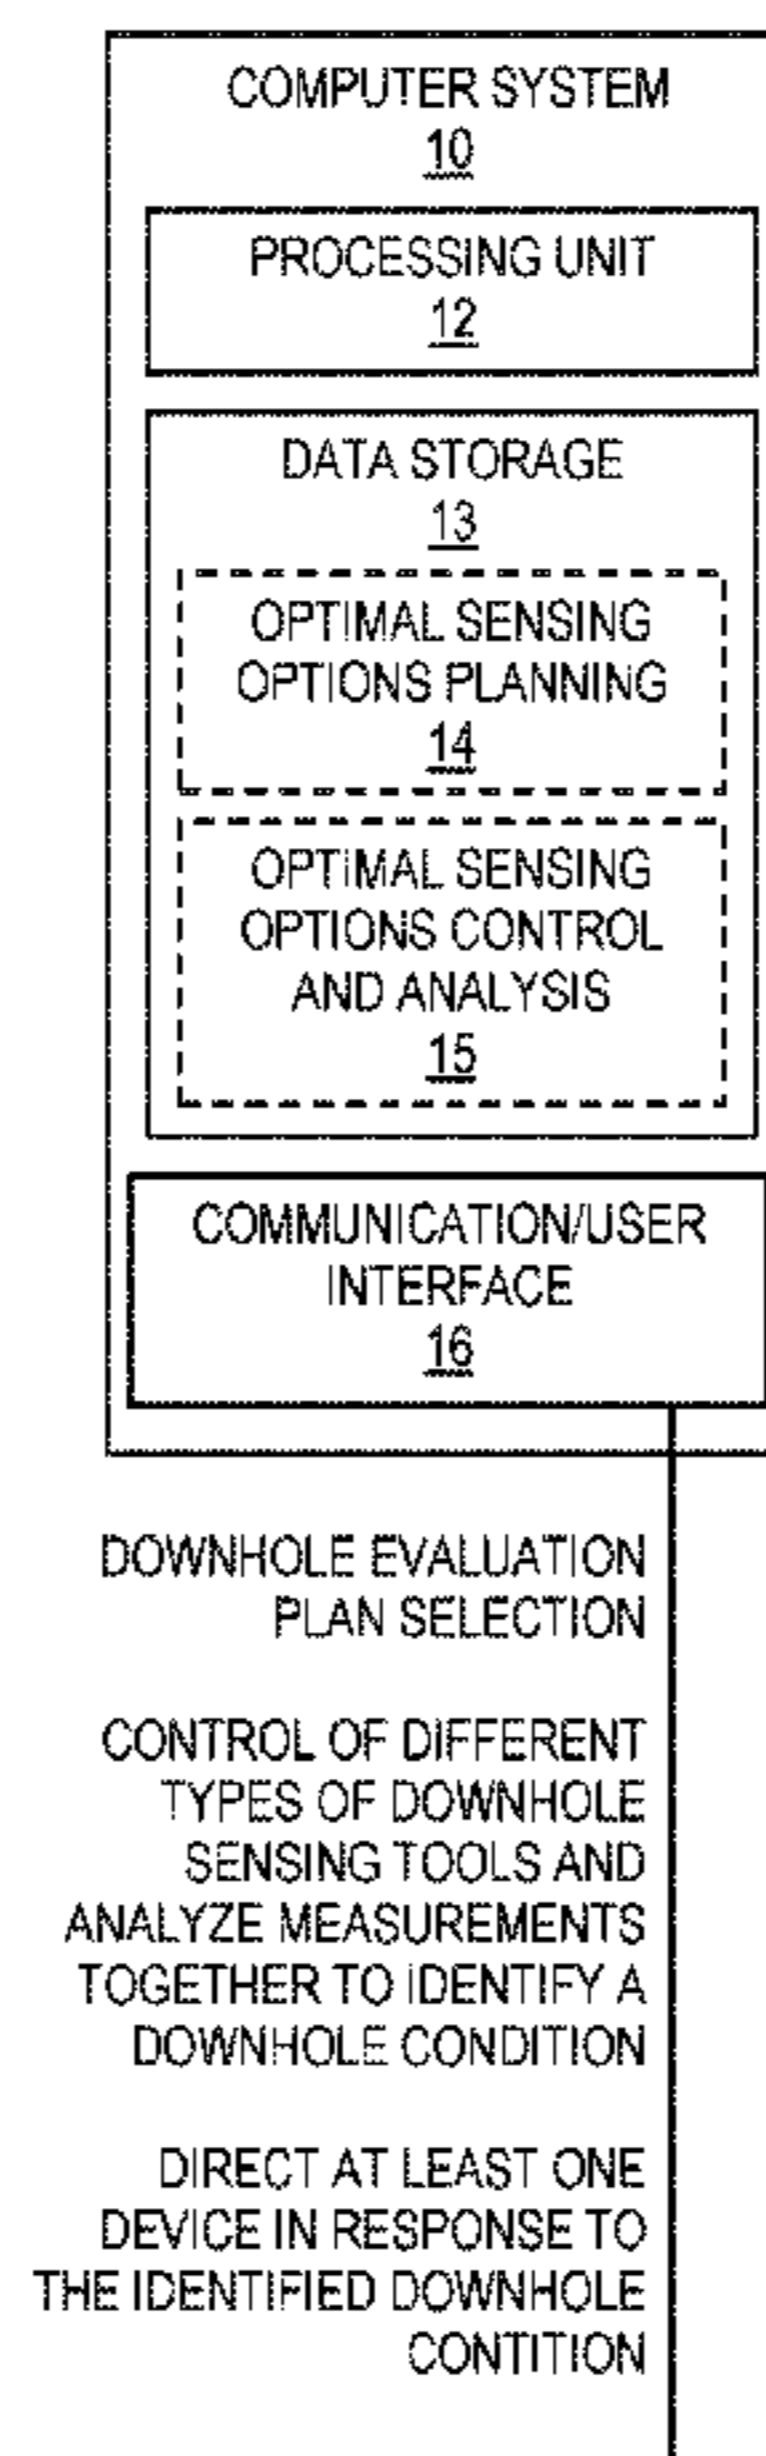 COMPUTER SYSTEM
10
PROCESSING UNIT
12
DATA STORAGE
13
OPTIMAL SENSING
OPTIONS PLANNING
14
OPTIMAL SENSING
OPTIONS CONTROL
AND ANALYSIS
15
COMMUNICATION/USER
INTERFACE
16
DOWNHOLE EVALUATION
PLAN SELECTION
CONTROL OF DIFFERENT
TYPES OF DOWNHOLE
SENSING TOOLS AND
ANALYZE MEASUREMENTS
TOGETHER TO IDENTIFY A
DOWNHOLE CONDITION
DIRECT AT LEAST ONE
DEVICE IN RESPONSE TO
THE IDENTIFIED DOWNHOLE
CONTITION